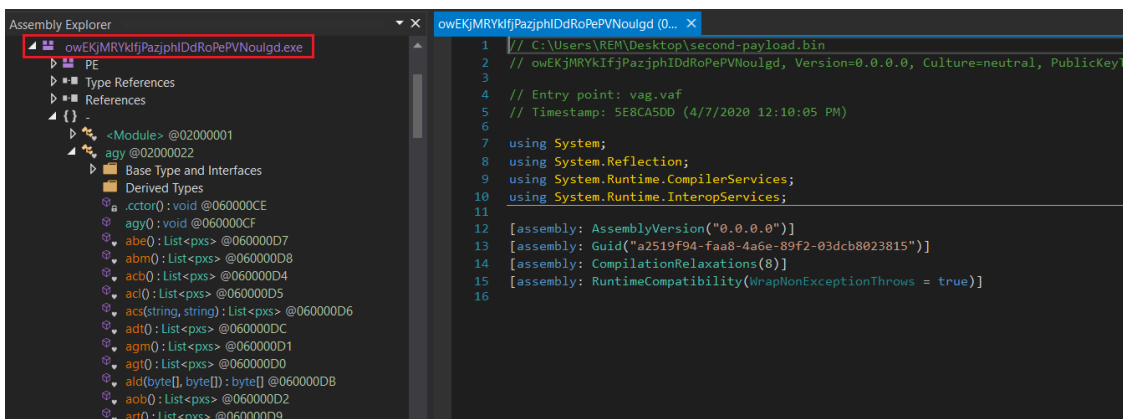 Assembly Explorer
owEKjMRYkIfjPazjphIDdRoPePVNoulgd.exe
PE
Type References
References
{} -
<Module> @02000001
agy @02000022
Base Type and Interfaces
Derived Types
.cctor() : void @060000CE
agy() : void @060000CF
abe() : List<pxs> @060000D7
abm() : List<pxs> @060000D8
acb() : List<pxs> @060000D4
acl() : List<pxs> @060000D5
acs(string, string) : List<pxs> @060000D6
adt() : List<pxs> @060000DC
agm() : List<pxs> @060000D1
agt() : List<pxs> @060000D0
ald(byte[], byte[]) : byte[] @060000DB
aob() : List<pxs> @060000D2
art() : List<pxs> @060000D9
owEKjMRYkIfjPazjphIDdRoPePVNoulgd (0...
1 // C:\Users\REM\Desktop\second-payload.bin
2 // owEKjMRYkIfjPazjphIDdRoPePVNoulgd, Version=0.0.0.0, Culture=neutral, PublicKeyT
3
4 // Entry point: vag.vaf
5 // Timestamp: 5E8CA5DD (4/7/2020 12:10:05 PM)
6
7 using System;
8 using System.Reflection;
9 using System.Runtime.CompilerServices;
10 using System.Runtime.InteropServices;
11
12 [assembly: AssemblyVersion("0.0.0.0")]
13 [assembly: Guid("a2519f94-faa8-4a6e-89f2-03dcb8023815")]
14 [assembly: CompilationRelaxations(8)]
15 [assembly: RuntimeCompatibility(WrapNonExceptionThrows = true)]
16